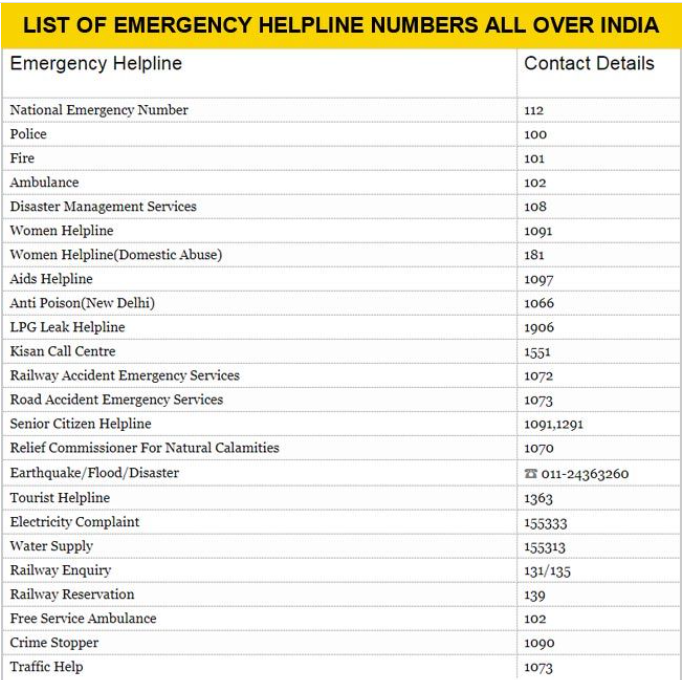 LIST OF EMERGENCY HELPLINE NUMBERS ALL OVER INDIA
Emergency Helpline Contact Details
National Emergency Number 112
Police 100
Fire 101
Ambulance 102
Disaster Management Services 108
Women Helpline 1091
Women Helpline(Domestic Abuse) 181
Aids Helpline 1097
Anti Poison(New Delhi) 1066
LPG Leak Helpline 1906
Kisan Call Centre 1551
Railway Accident Emergency Services 1072
Road Accident Emergency Services 1073
Senior Citizen Helpline 1091,1291
Relief Commissioner For Natural Calamities 1070
Earthquake/Flood/Disaster ☎ 011-24363260
Tourist Helpline 1363
Electricity Complaint 155333
Water Supply 155313
Railway Enquiry 131/135
Railway Reservation 139
Free Service Ambulance 102
Crime Stopper 1090
Traffic Help 1073